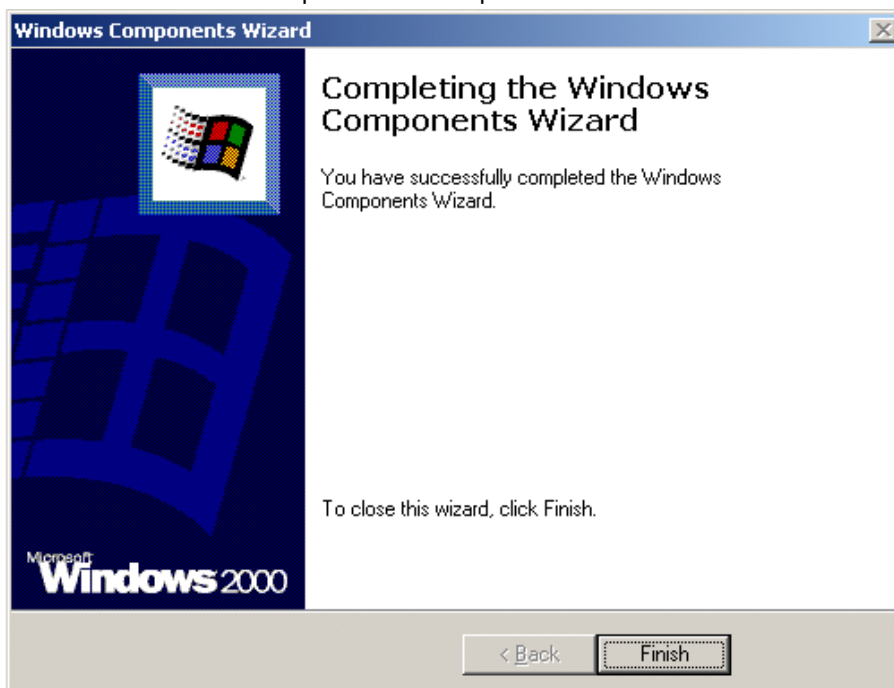 Windows Components Wizard
Completing the Windows
Components Wizard
You have successfully completed the Windows
Components Wizard.
To close this wizard, click Finish.
Microsoft
Windows 2000
< Back Finish